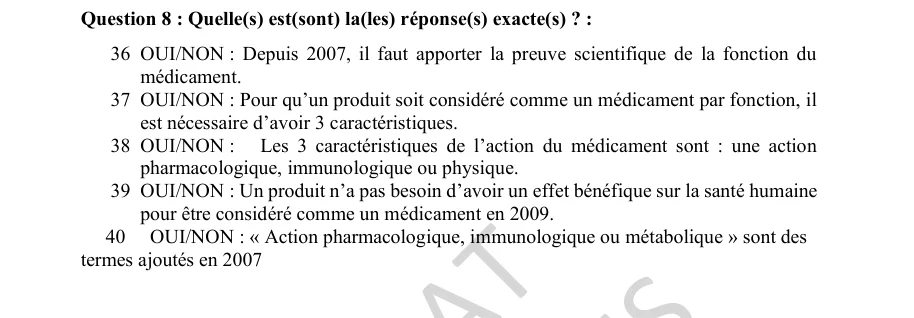 Question 8 : Quelle(s) est(sont) la(les) réponse(s) exacte(s) ? :
36 OUI/NON : Depuis 2007, il faut apporter la preuve scientifique de la fonction du
médicament.
37 OUI/NON : Pour qu’un produit soit considéré comme un médicament par fonction, il
est nécessaire d’avoir 3 caractéristiques.
38 OUI/NON : Les 3 caractéristiques de l’action du médicament sont : une action
pharmacologique, immunologique ou physique.
39 OUI/NON : Un produit n’a pas besoin d’avoir un effet bénéfique sur la santé humaine
pour être considéré comme un médicament en 2009.
40 OUI/NON : « Action pharmacologique, immunologique ou métabolique » sont des
termes ajoutés en 2007